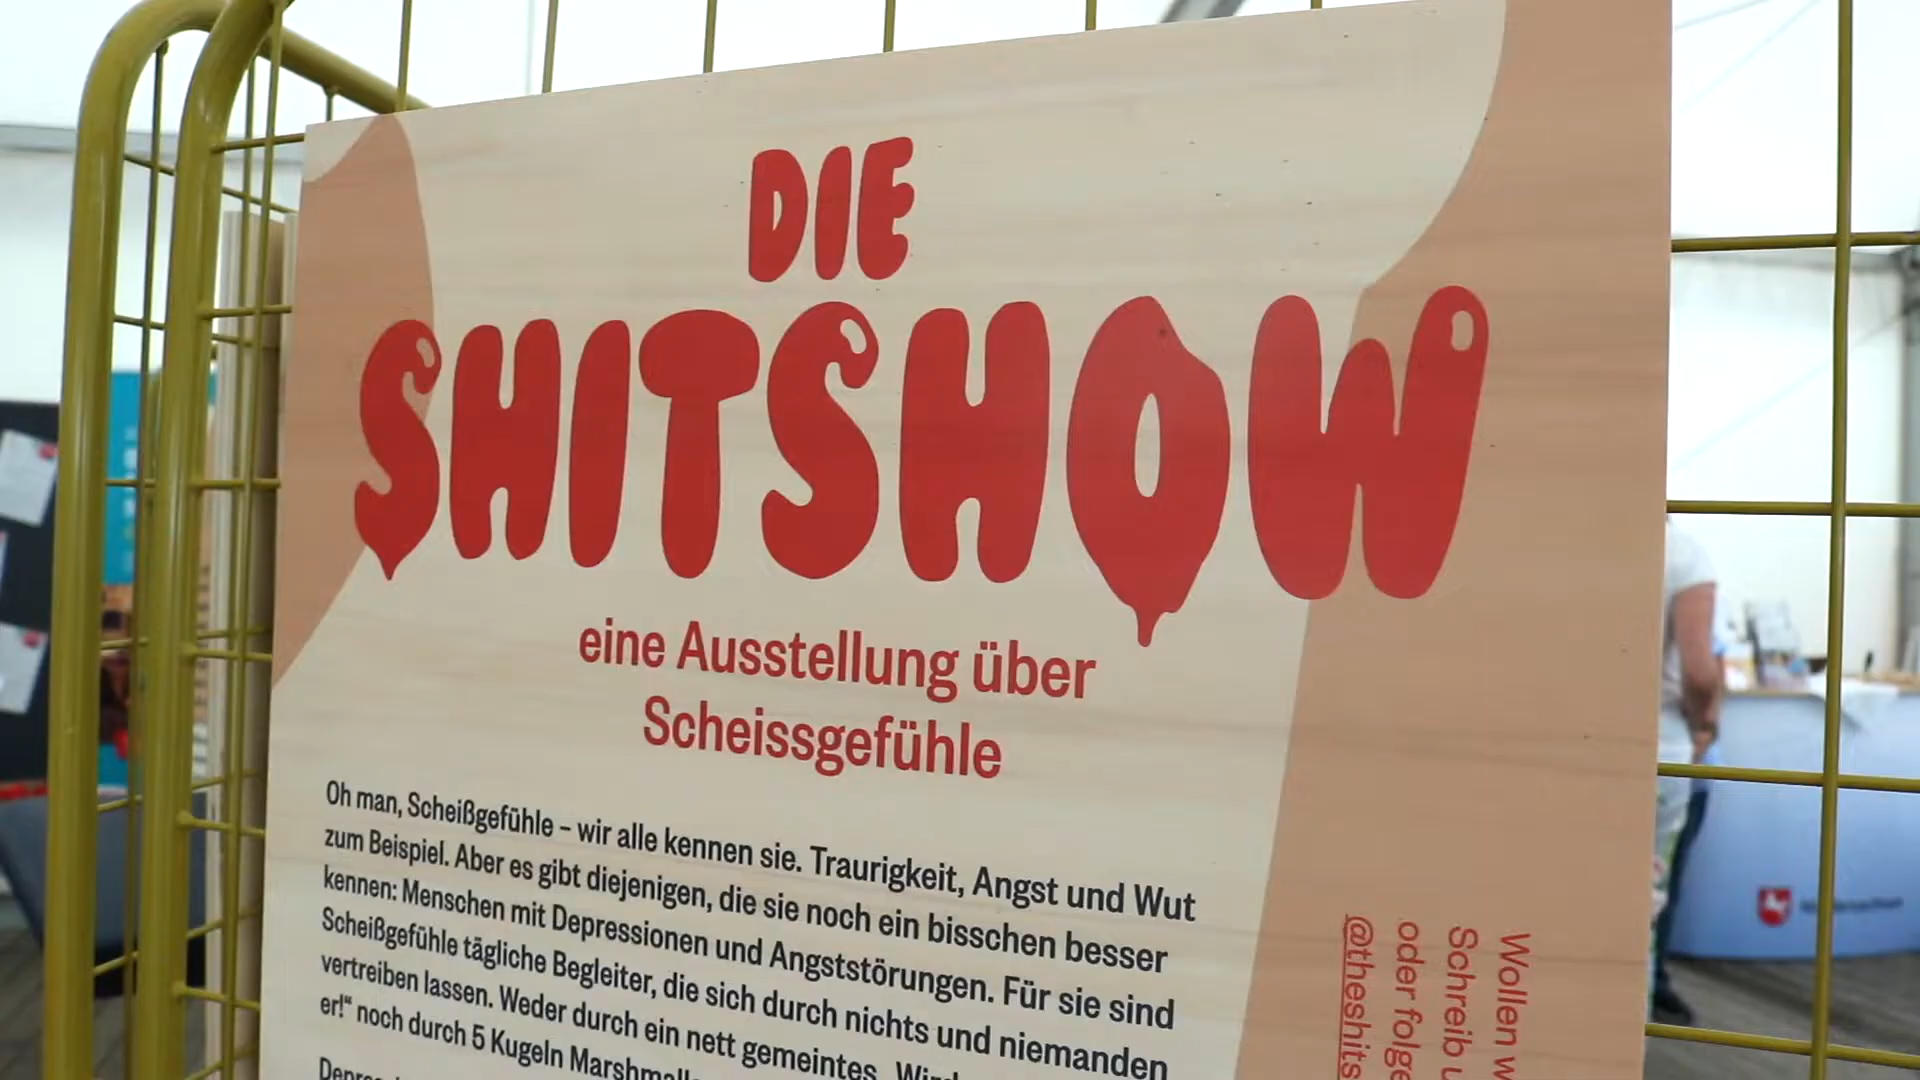 DIE
SHITSHOW
eine Ausstellung über
Scheissgefühle
Oh man, Scheißgefühle – wir alle kennen sie. Traurigkeit, Angst und Wut
zum Beispiel. Aber es gibt diejenigen, die sie noch ein bisschen besser
kennen: Menschen mit Depressionen und Angststörungen. Für sie sind
Scheißgefühle tägliche Begleiter, die sich durch nichts und niemanden
vertreiben lassen. Weder durch ein nett gemeintes
er!“ noch durch 5 Kugeln
Wollen
Schreib
oder